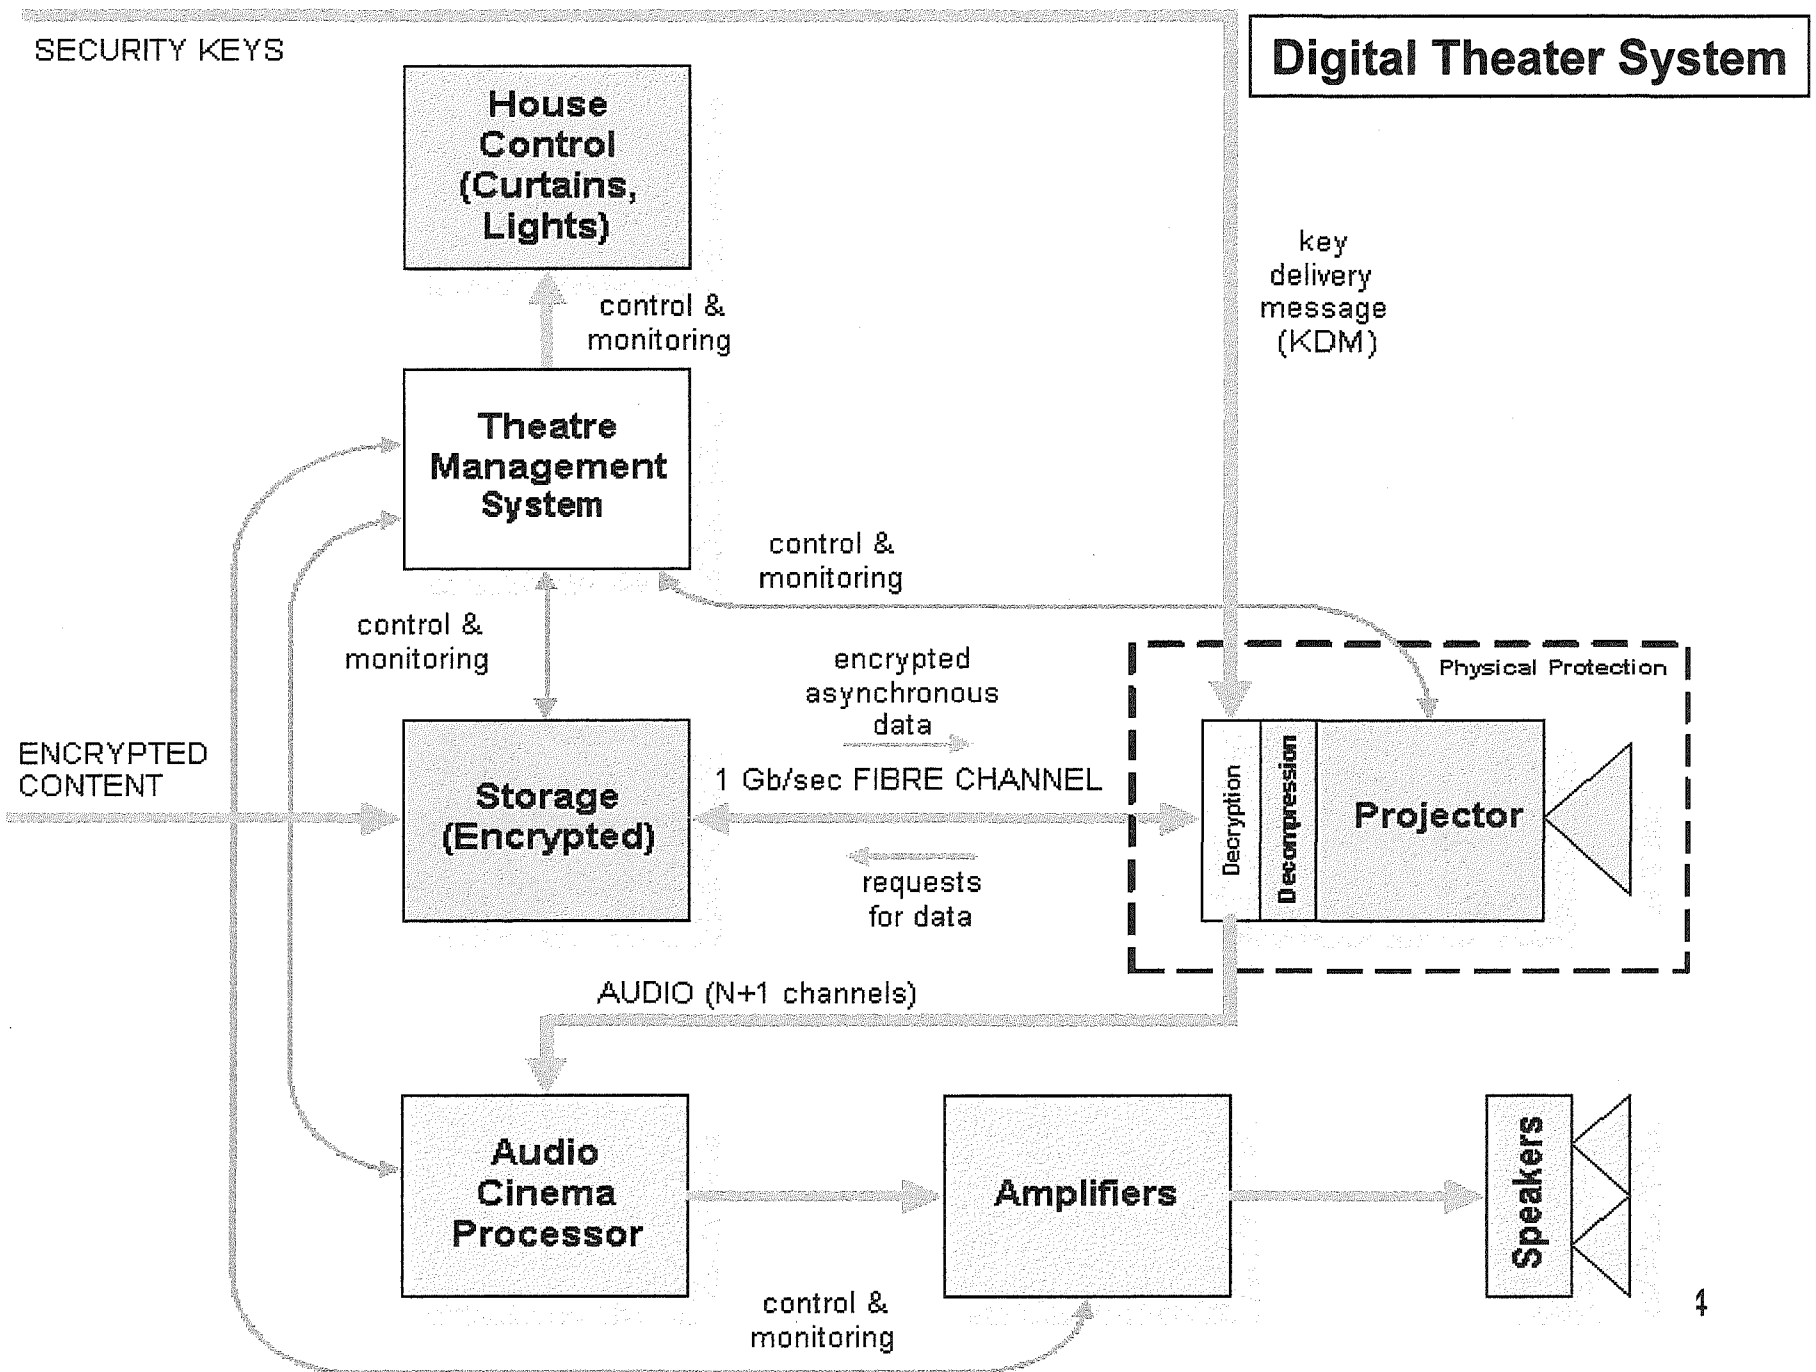 SECURITY KEYS
Digital Theater System
House
Control
(Curtains,
Lights)
key
delivery
message
(KDM)
control &
monitoring
Theatre
Management
System
control &
monitoring
control &
monitoring
encrypted
asynchronous
data
Physical Protection
ENCRYPTED
CONTENT
Storage
(Encrypted)
1 Gb/sec FIBRE CHANNEL
Decryption
Decompression
Projector
requests
for data
AUDIO (N+1 channels)
Audio
Cinema
Processor
Amplifiers
Speakers
control &
monitoring